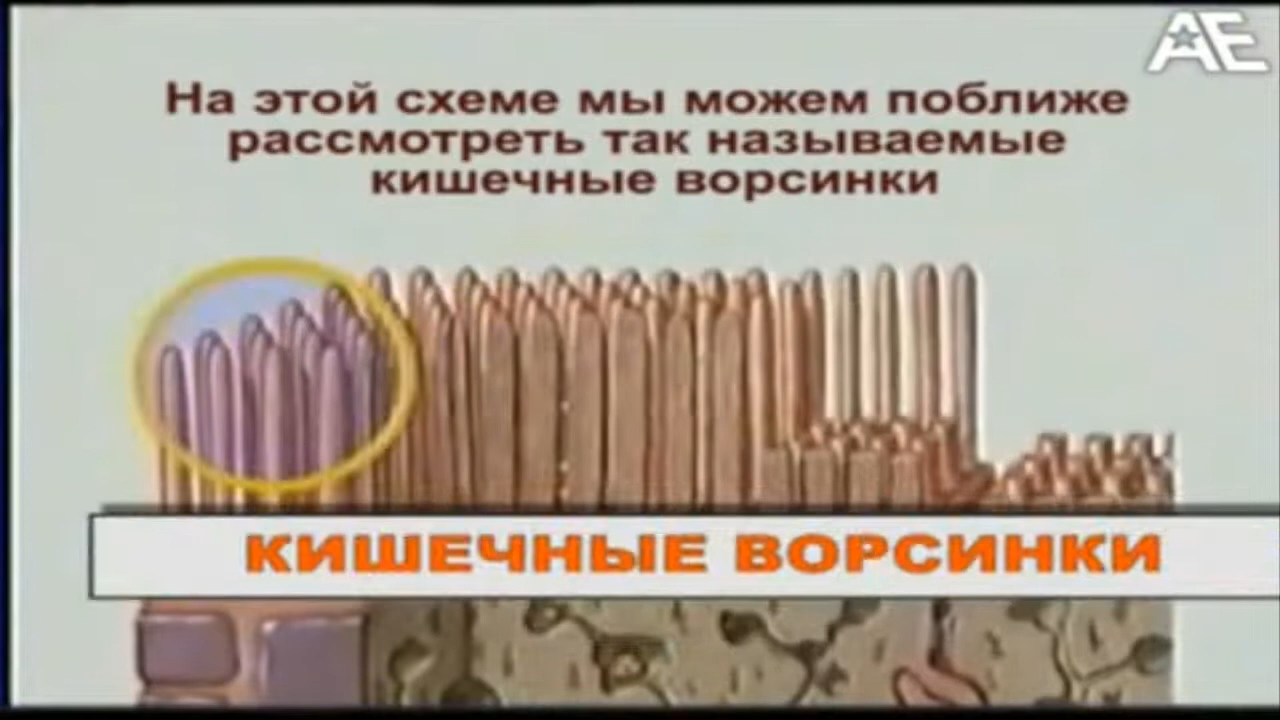 AE
На этой схеме мы можем поближе
рассмотреть так называемые
кишечные ворсинки
КИШЕЧНЫЕ ВОРСИНКИ